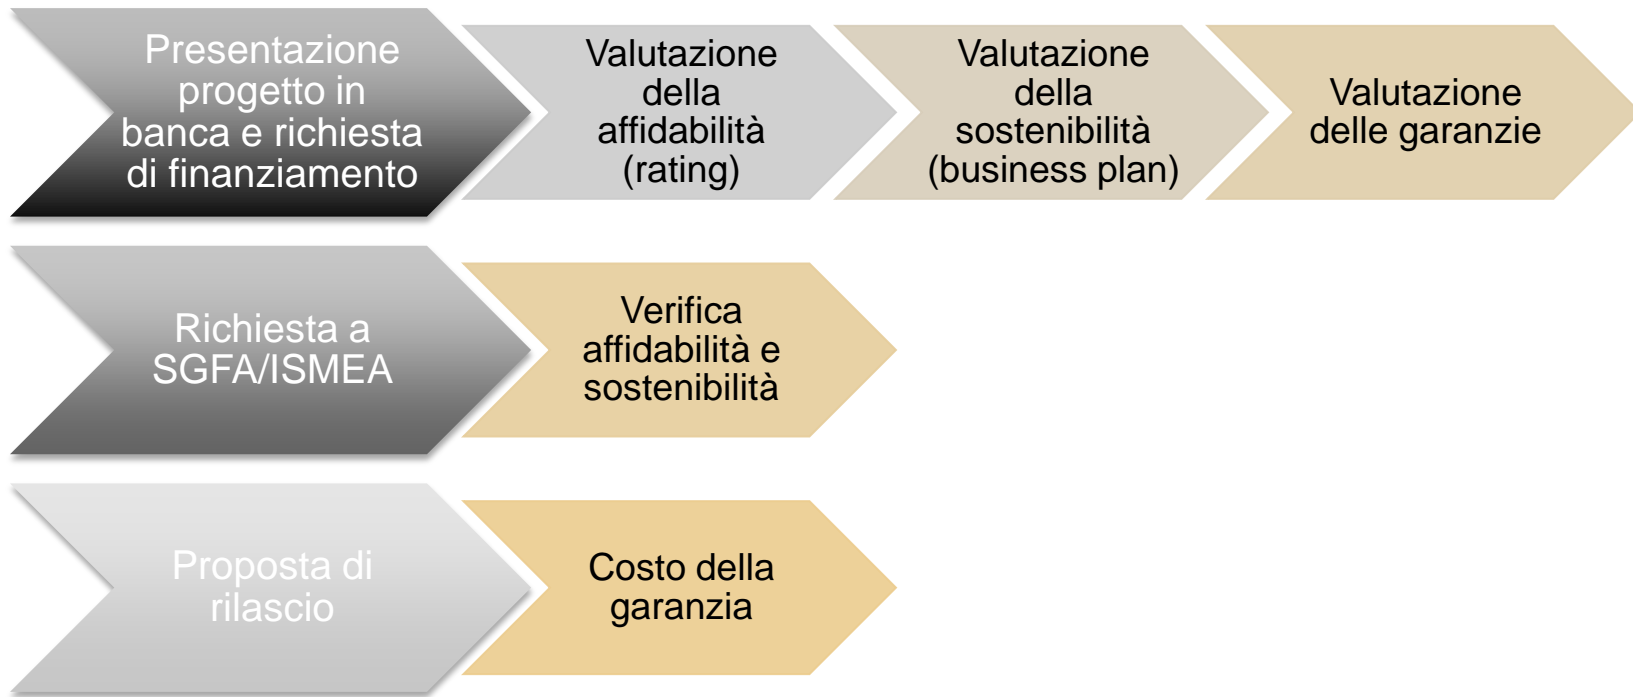 Presentazione
progetto in
banca e richiesta
di finanziamento
Valutazione
della
affidabilità
(rating)
Valutazione
della
sostenibilità
(business plan)
Valutazione
delle garanzie
Richiesta a
SGFA/ISMEA
Verifica
affidabilità e
sostenibilità
Proposta di
rilascio
Costo della
garanzia